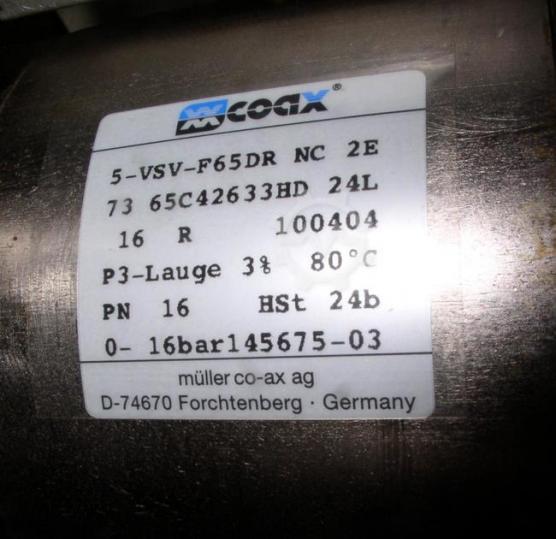 coax®
5-VSV-F65DR NC 2E
73 65C42633HD 24L
16 R 100404
P3-Lauge 3% 80°C
PN 16 HSt 24b
0- 16bar145675-03
müller co-ax ag
D-74670 Forchtenberg · Germany